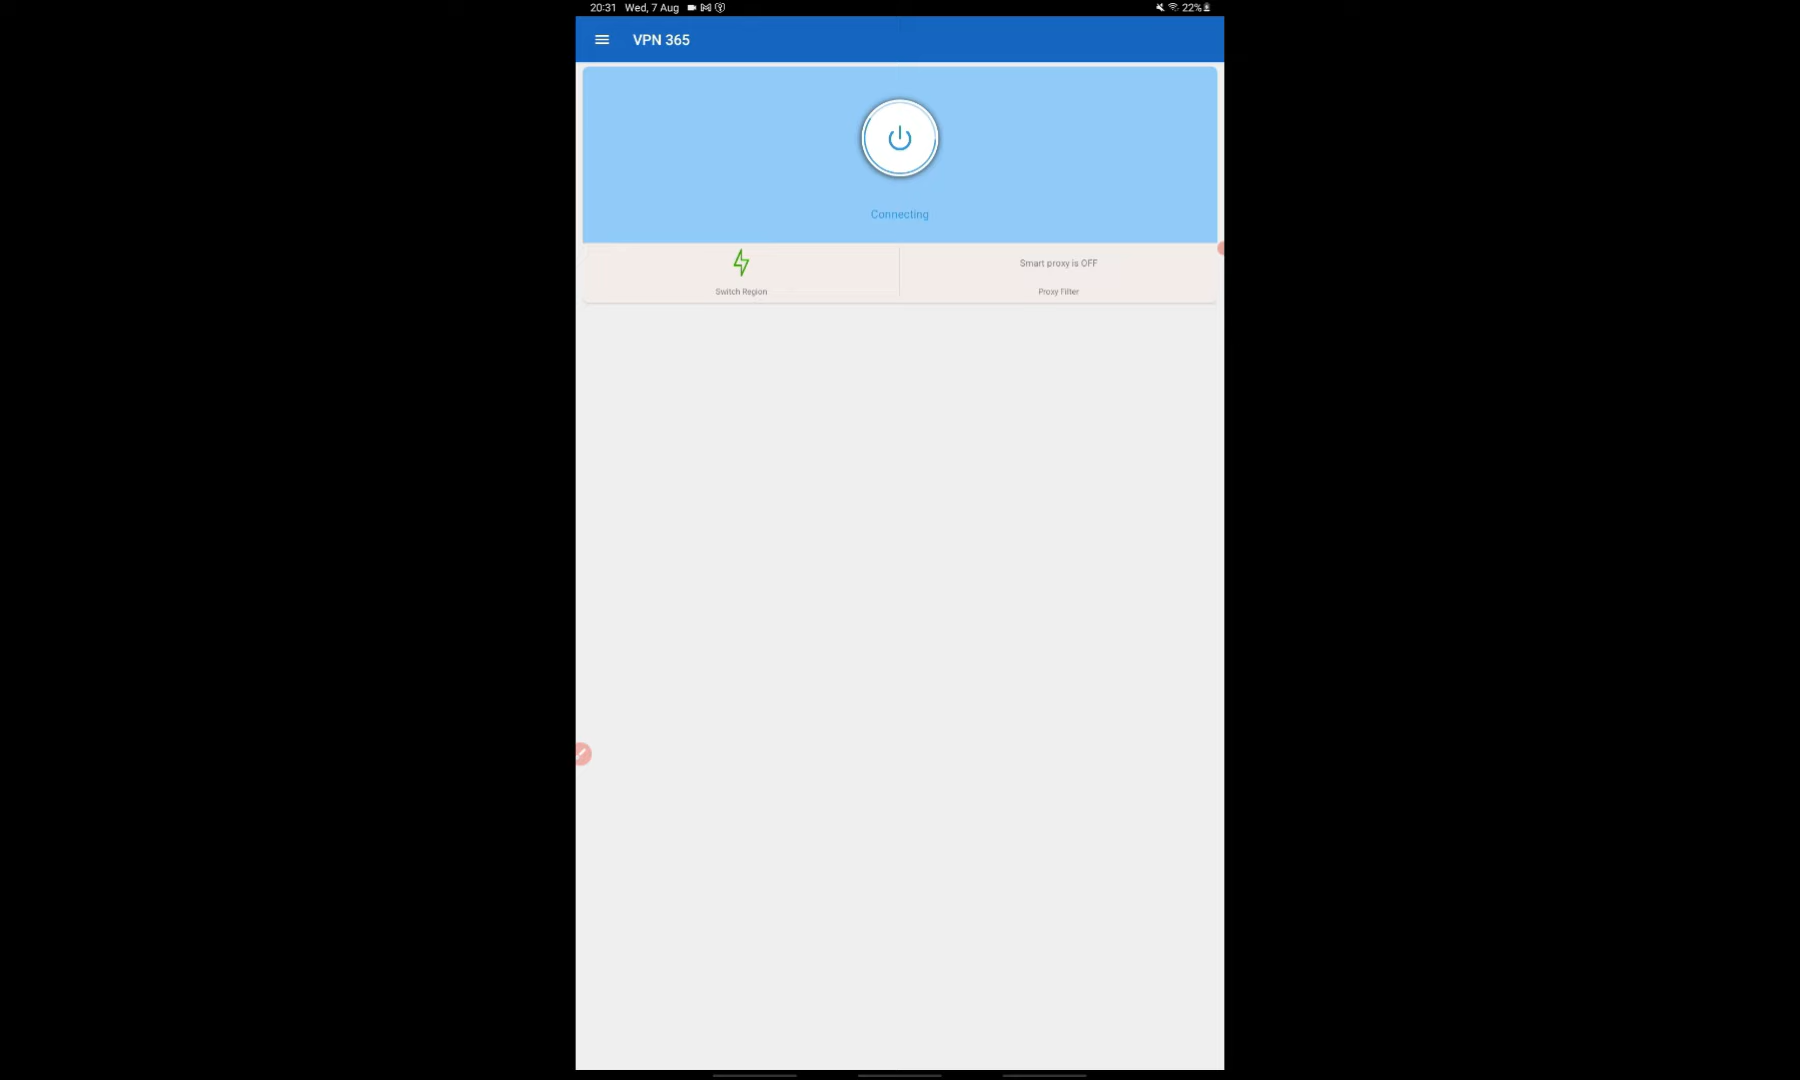 20:31 Wed, 7 Aug
22%
VPN 365
Connecting
Smart proxy is OFF
Switch Region
Proxy Filter